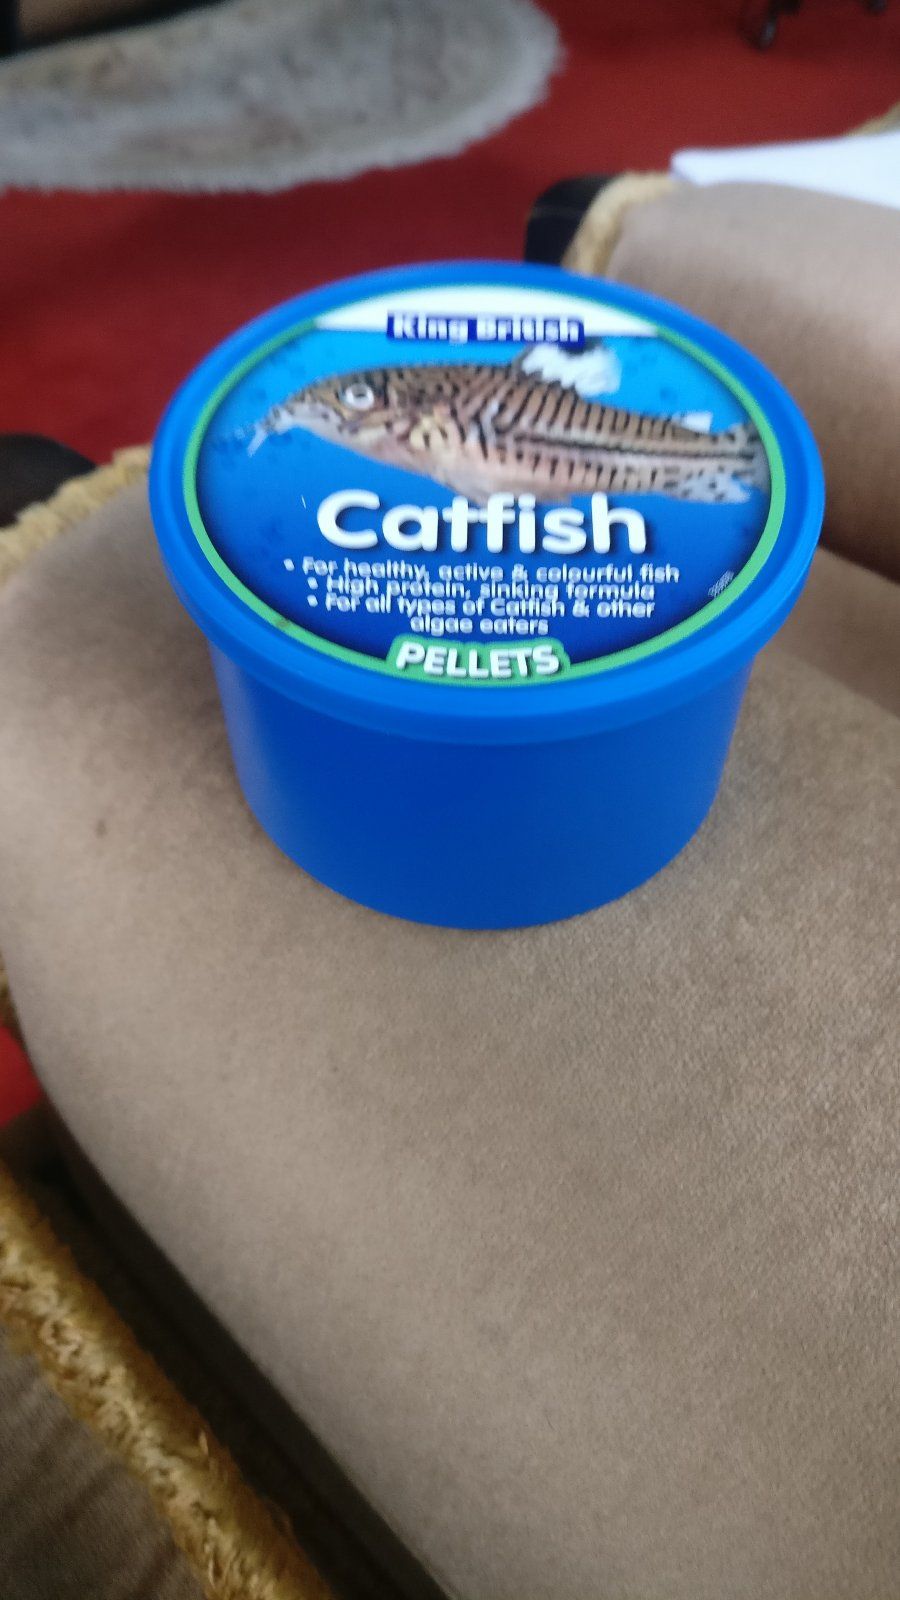 King British
Catfish
• For healthy, active & colourful fish
• High protein, sinking formula
• For all types of Catfish & other
algae eaters
PELLETS